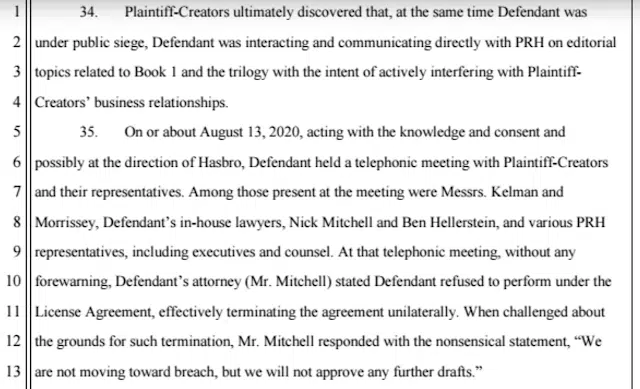 1 34. Plaintiff-Creators ultimately discovered that, at the same time Defendant was
2 under public siege, Defendant was interacting and communicating directly with PRH on editorial
3 topics related to Book 1 and the trilogy with the intent of actively interfering with Plaintiff-
4 Creators’ business relationships.
5 35. On or about August 13, 2020, acting with the knowledge and consent and
6 possibly at the direction of Hasbro, Defendant held a telephonic meeting with Plaintiff-Creators
7 and their representatives. Among those present at the meeting were Messrs. Kelman and
8 Morrissey, Defendant’s in-house lawyers, Nick Mitchell and Ben Hellerstein, and various PRH
9 representatives, including executives and counsel. At that telephonic meeting, without any
10 forewarning, Defendant’s attorney (Mr. Mitchell) stated Defendant refused to perform under the
11 License Agreement, effectively terminating the agreement unilaterally. When challenged about
12 the grounds for such termination, Mr. Mitchell responded with the nonsensical statement, “We
13 are not moving toward breach, but we will not approve any further drafts.”